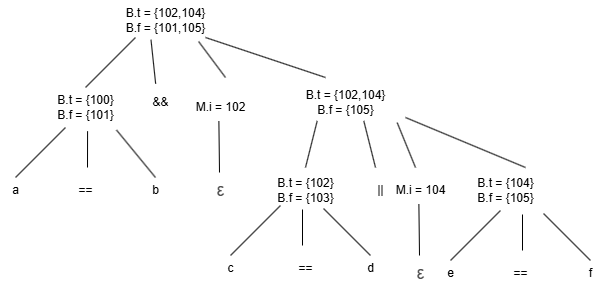 B.t = {102,104}
B.f = {101,105}
B.t = {100}
B.f = {101}
&&
M.i = 102
B.t = {102,104}
B.f = {105}
a
==
b
ε
B.t = {102}
B.f = {103}
||
M.i = 104
B.t = {104}
B.f = {105}
c
==
d
ε
e
==
f